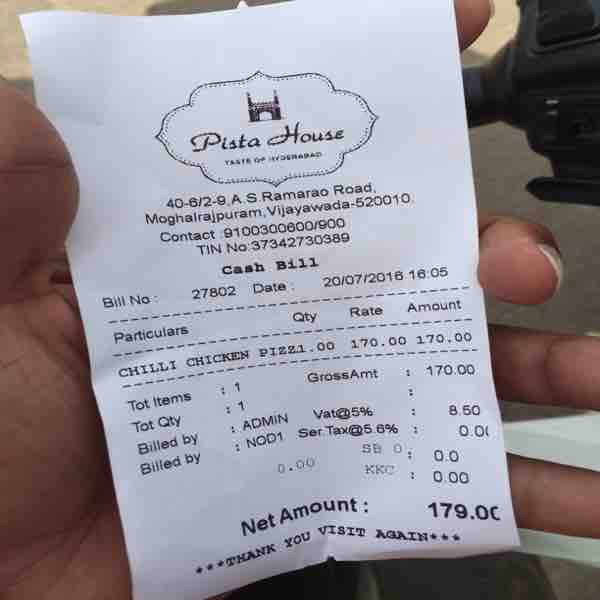 Pista House
TASTE OF HYDERABAD
40-6/2-9,A.S.Ramarao Road,
Moghalrajpuram,Vijayawada-520010.
Contact :9100300600/900
TIN No:37342730389
Cash Bill
Bill No : 27802 Date : 20/07/2016 16:05
Particulars Qty Rate Amount
CHILLI CHICKEN PIZZ1.00 170.00 170.00
Tot Items : 1 GrossAmt : 170.00
Tot Qty : 1 :
Billed by : ADMIN Vat@5% : 8.50
Billed by : NOD1 Ser.Tax@5.6% : 0.0(
SB 0 : 0.0
0.00 KKC : 0.00
Net Amount : 179.00
***THANK YOU VISIT AGAIN***